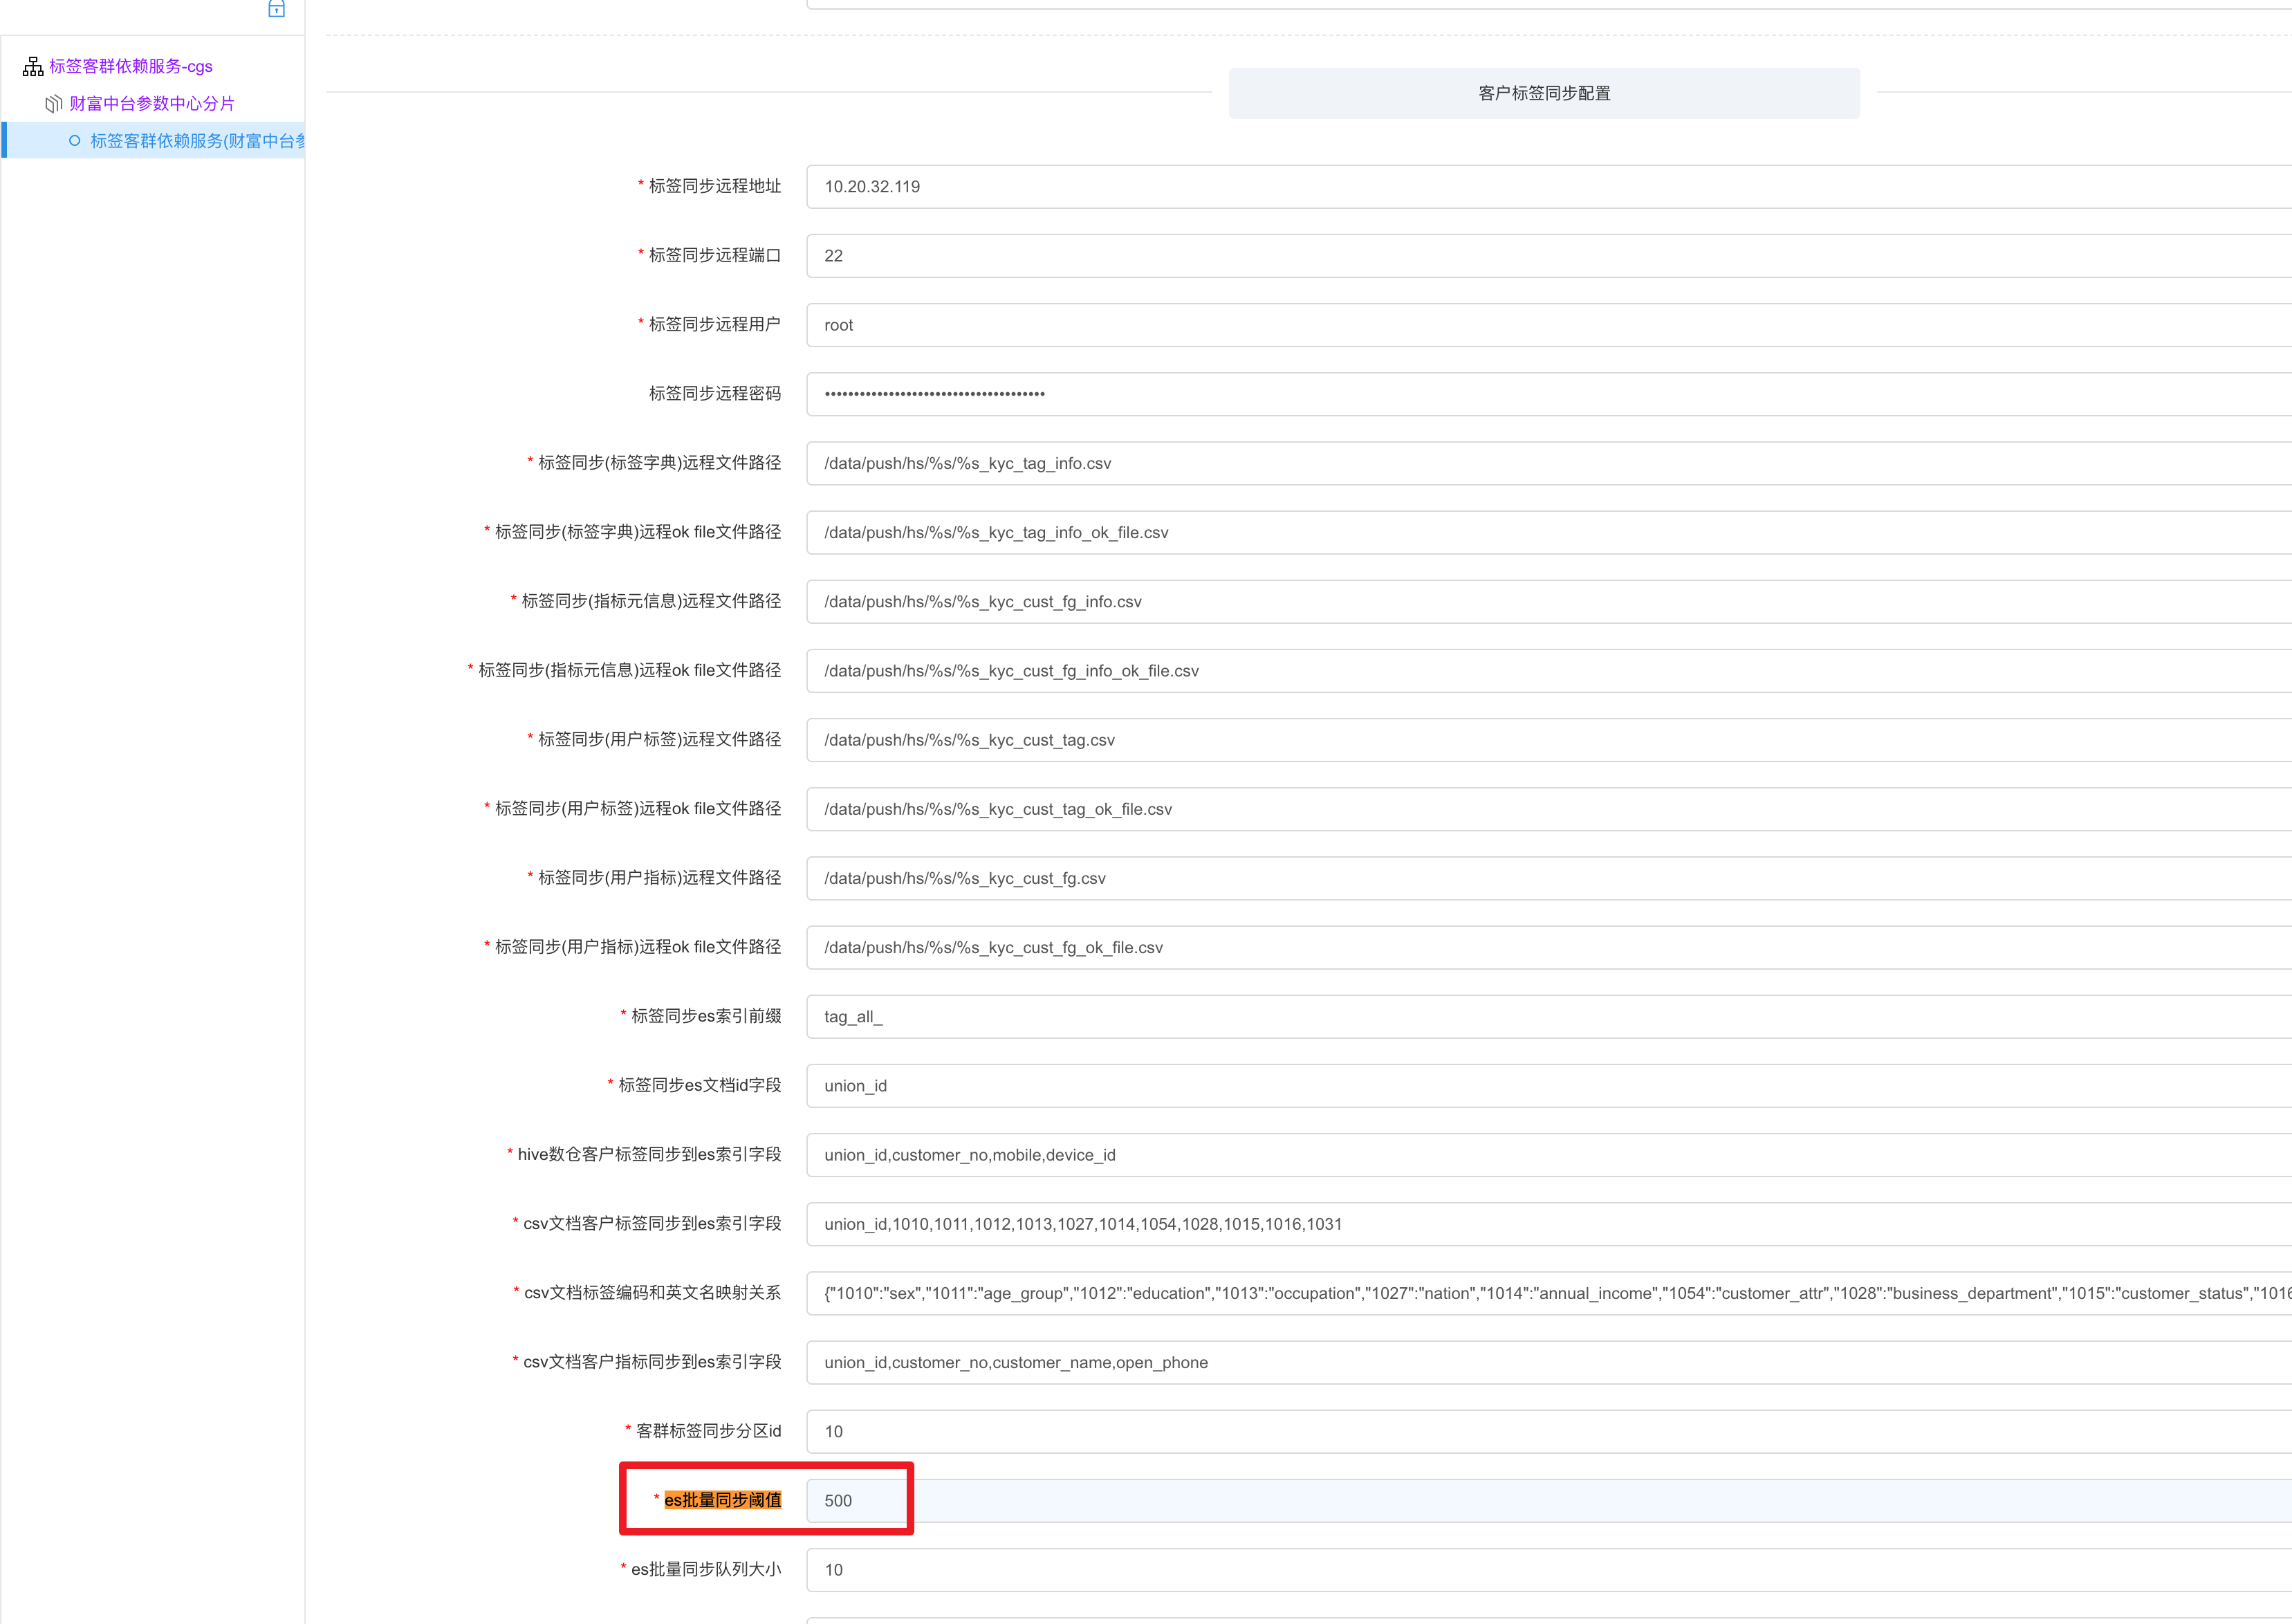 标签客群依赖服务-cgs
财富中台参数中心分片
标签客群依赖服务(财富中台参
客户标签同步配置
* 标签同步远程地址 10.20.32.119
* 标签同步远程端口 22
* 标签同步远程用户 root
标签同步远程密码 ••••••••••••••••••••••••••••••••••••••
* 标签同步(标签字典)远程文件路径 /data/push/hs/%s/%s_kyc_tag_info.csv
* 标签同步(标签字典)远程ok file文件路径 /data/push/hs/%s/%s_kyc_tag_info_ok_file.csv
* 标签同步(指标元信息)远程文件路径 /data/push/hs/%s/%s_kyc_cust_fg_info.csv
* 标签同步(指标元信息)远程ok file文件路径 /data/push/hs/%s/%s_kyc_cust_fg_info_ok_file.csv
* 标签同步(用户标签)远程文件路径 /data/push/hs/%s/%s_kyc_cust_tag.csv
* 标签同步(用户标签)远程ok file文件路径 /data/push/hs/%s/%s_kyc_cust_tag_ok_file.csv
* 标签同步(用户指标)远程文件路径 /data/push/hs/%s/%s_kyc_cust_fg.csv
* 标签同步(用户指标)远程ok file文件路径 /data/push/hs/%s/%s_kyc_cust_fg_ok_file.csv
* 标签同步es索引前缀 tag_all_
* 标签同步es文档id字段 union_id
* hive数仓客户标签同步到es索引字段 union_id,customer_no,mobile,device_id
* csv文档客户标签同步到es索引字段 union_id,1010,1011,1012,1013,1027,1014,1054,1028,1015,1016,1031
* csv文档标签编码和英文名映射关系 {"1010":"sex","1011":"age_group","1012":"education","1013":"occupation","1027":"nation","1014":"annual_income","1054":"customer_attr","1028":"business_department","1015":"customer_status","1016
* csv文档客户指标同步到es索引字段 union_id,customer_no,customer_name,open_phone
* 客群标签同步分区id 10
* es批量同步阈值 500
* es批量同步队列大小 10